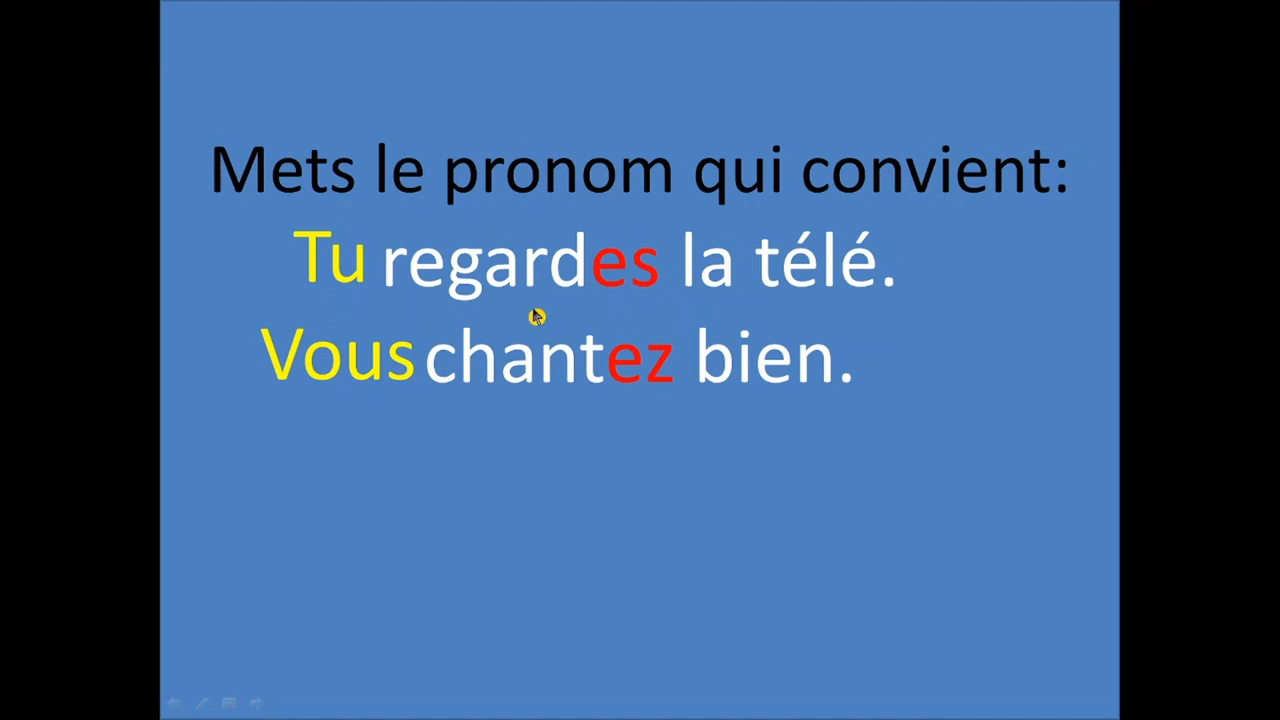 Mets le pronom qui convient:
Tu regardes la télé.
Vous chantez bien.